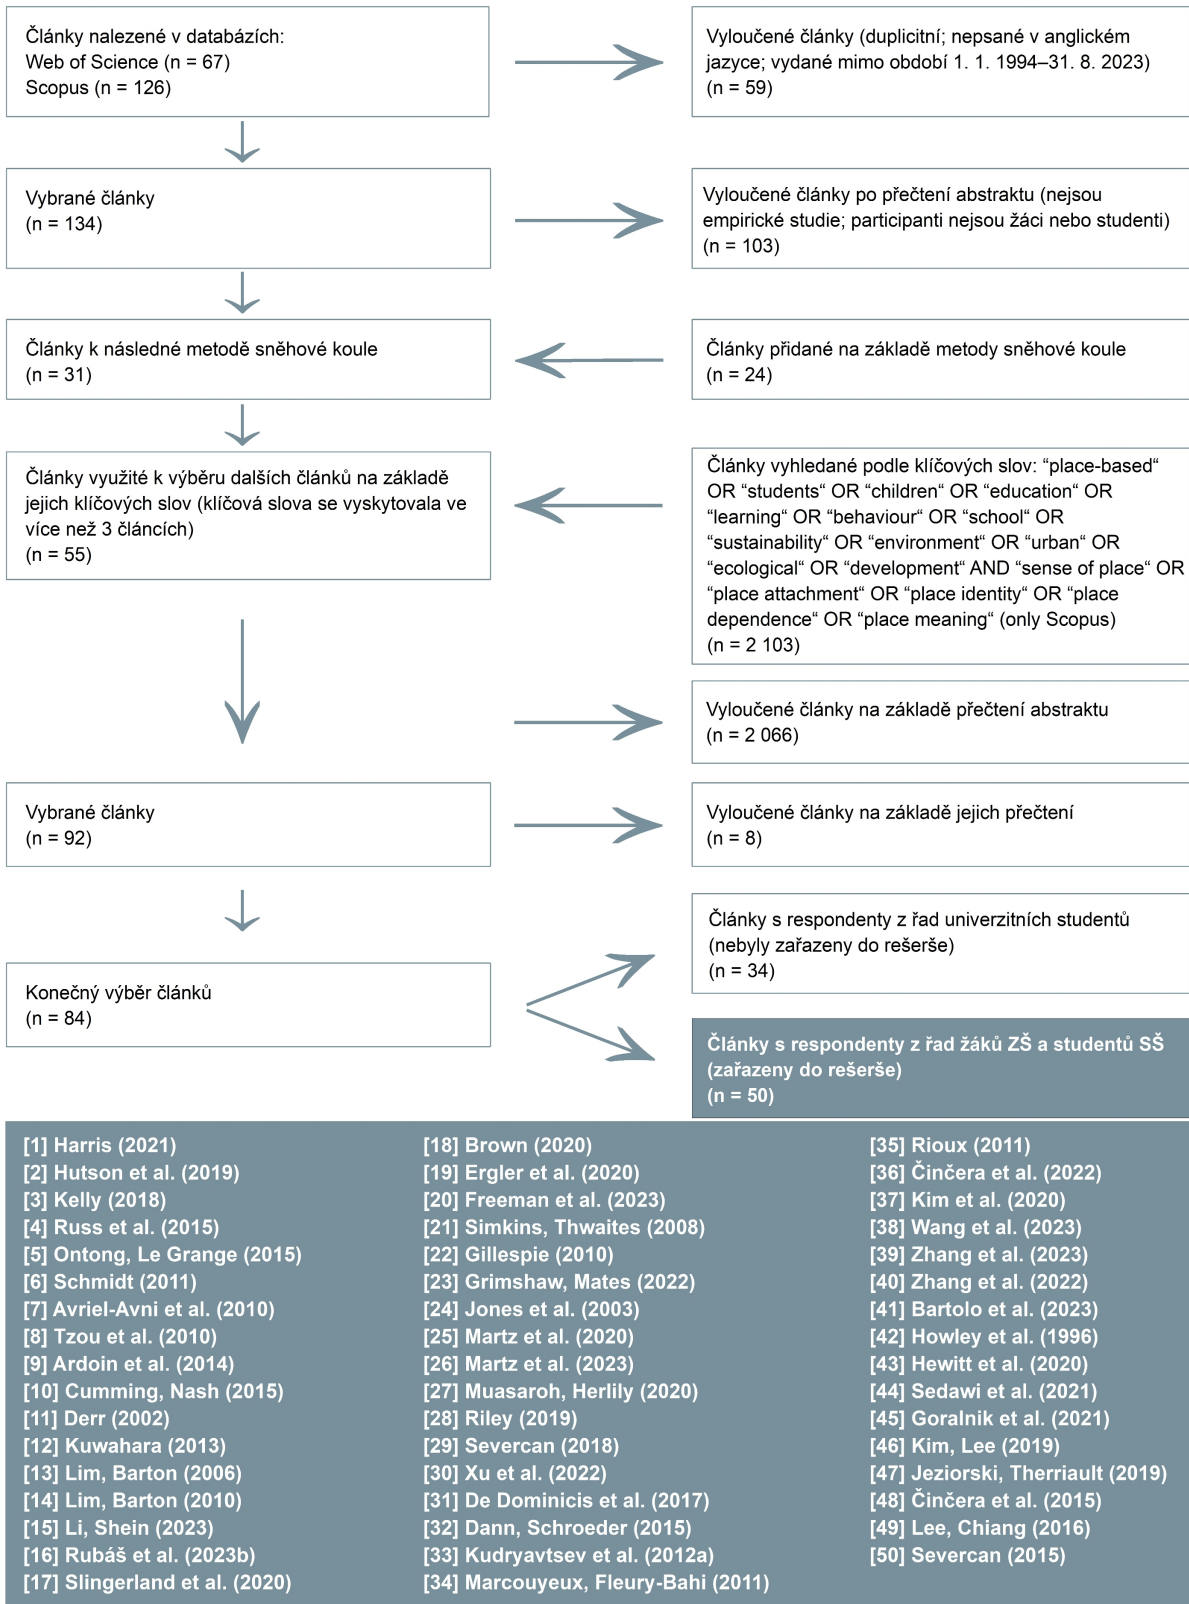 Články nalezené v databázích:
Web of Science (n = 67)
Scopus (n = 126)
Vyloučené články (duplicitní; nepsané v anglickém
jazyce; vydané mimo období 1. 1. 1994–31. 8. 2023)
(n = 59)
Vybrané články
(n = 134)
Vyloučené články po přečtení abstraktu (nejsou
empirické studie; participanti nejsou žáci nebo studenti)
(n = 103)
Články k následné metodě sněhové koule
(n = 31)
Články přidané na základě metody sněhové koule
(n = 24)
Články využité k výběru dalších článků na základě
jejich klíčových slov (klíčová slova se vyskytovala ve
více než 3 článcích)
(n = 55)
Články vyhledané podle klíčových slov: “place-based“
OR “students“ OR “children“ OR “education“ OR
“learning“ OR “behaviour“ OR “school“ OR
“sustainability“ OR “environment“ OR “urban“ OR
“ecological“ OR “development“ AND “sense of place“ OR
“place attachment“ OR “place identity“ OR “place
dependence“ OR “place meaning“ (only Scopus)
(n = 2 103)
Vyloučené články na základě přečtení abstraktu
(n = 2 066)
Vybrané články
(n = 92)
Vyloučené články na základě jejich přečtení
(n = 8)
Články s respondenty z řad univerzitních studentů
(nebyly zařazeny do rešerše)
(n = 34)
Konečný výběr článků
(n = 84)
Články s respondenty z řad žáků ZŠ a studentů SŠ
(zařazeny do rešerše)
(n = 50)
[1] Harris (2021)
[2] Hutson et al. (2019)
[3] Kelly (2018)
[4] Russ et al. (2015)
[5] Ontong, Le Grange (2015)
[6] Schmidt (2011)
[7] Avriel-Avni et al. (2010)
[8] Tzou et al. (2010)
[9] Ardoin et al. (2014)
[10] Cumming, Nash (2015)
[11] Derr (2002)
[12] Kuwahara (2013)
[13] Lim, Barton (2006)
[14] Lim, Barton (2010)
[15] Li, Shein (2023)
[16] Rubáš et al. (2023b)
[17] Slingerland et al. (2020)
[18] Brown (2020)
[19] Ergler et al. (2020)
[20] Freeman et al. (2023)
[21] Simkins, Thwaites (2008)
[22] Gillespie (2010)
[23] Grimshaw, Mates (2022)
[24] Jones et al. (2003)
[25] Martz et al. (2020)
[26] Martz et al. (2023)
[27] Muasaroh, Herlily (2020)
[28] Riley (2019)
[29] Severcan (2018)
[30] Xu et al. (2022)
[31] De Dominicis et al. (2017)
[32] Dann, Schroeder (2015)
[33] Kudryavtsev et al. (2012a)
[34] Marcouyeux, Fleury-Bahi (2011)
[35] Rioux (2011)
[36] Činčera et al. (2022)
[37] Kim et al. (2020)
[38] Wang et al. (2023)
[39] Zhang et al. (2023)
[40] Zhang et al. (2022)
[41] Bartolo et al. (2023)
[42] Howley et al. (1996)
[43] Hewitt et al. (2020)
[44] Sedawi et al. (2021)
[45] Goralnik et al. (2021)
[46] Kim, Lee (2019)
[47] Jeziorski, Therriault (2019)
[48] Činčera et al. (2015)
[49] Lee, Chiang (2016)
[50] Severcan (2015)